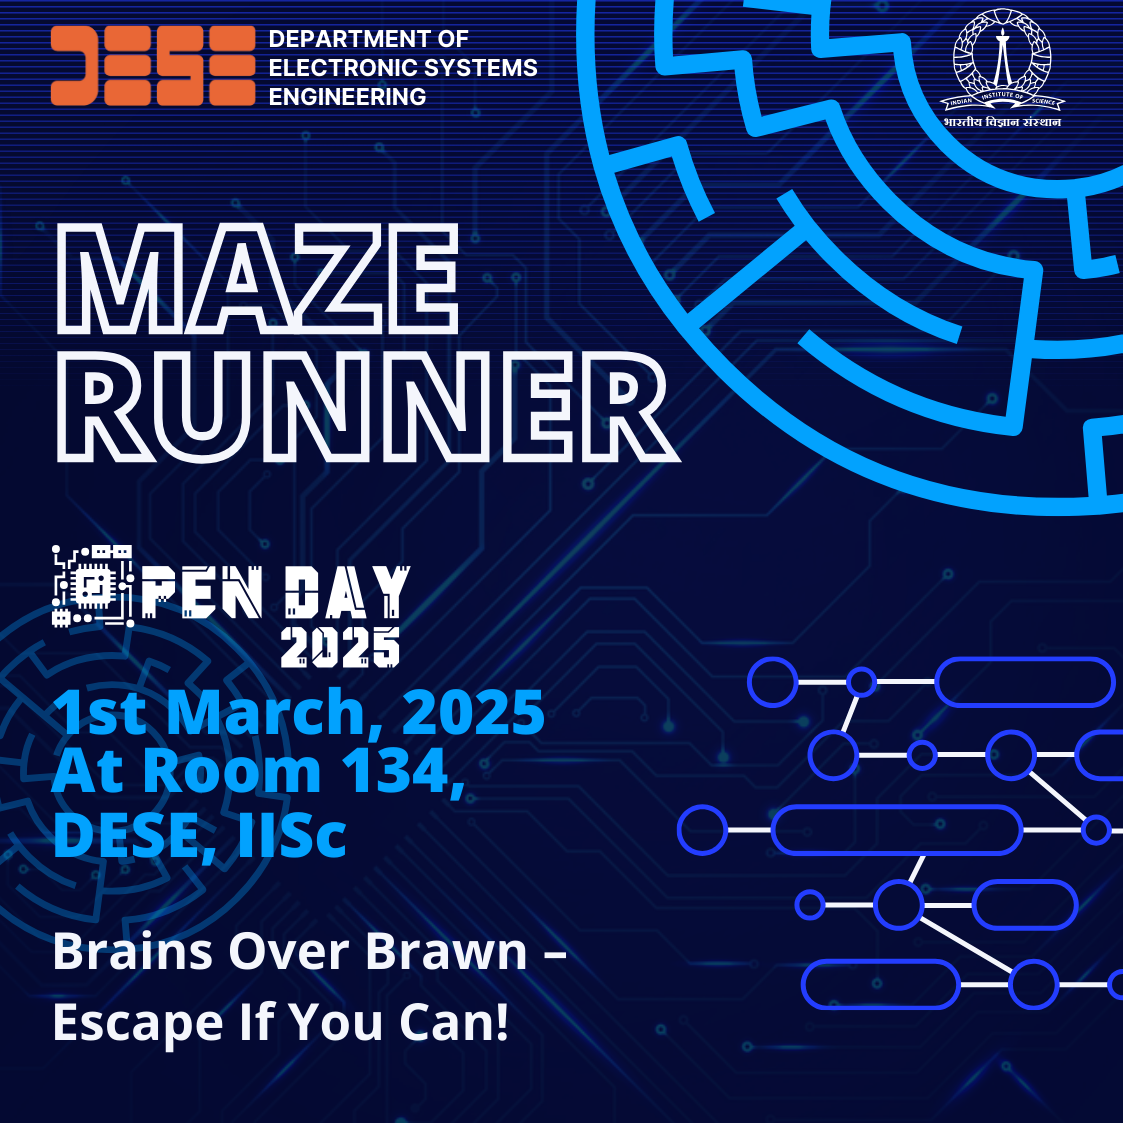 DESE
DEPARTMENT OF
ELECTRONIC SYSTEMS
ENGINEERING
INDIAN INSTITUTE OF SCIENCE
भारतीय विज्ञान संस्थान
MAZE
RUNNER
OPEN DAY
2025
1st March, 2025
At Room 134,
DESE, IISc
Brains Over Brawn –
Escape If You Can!